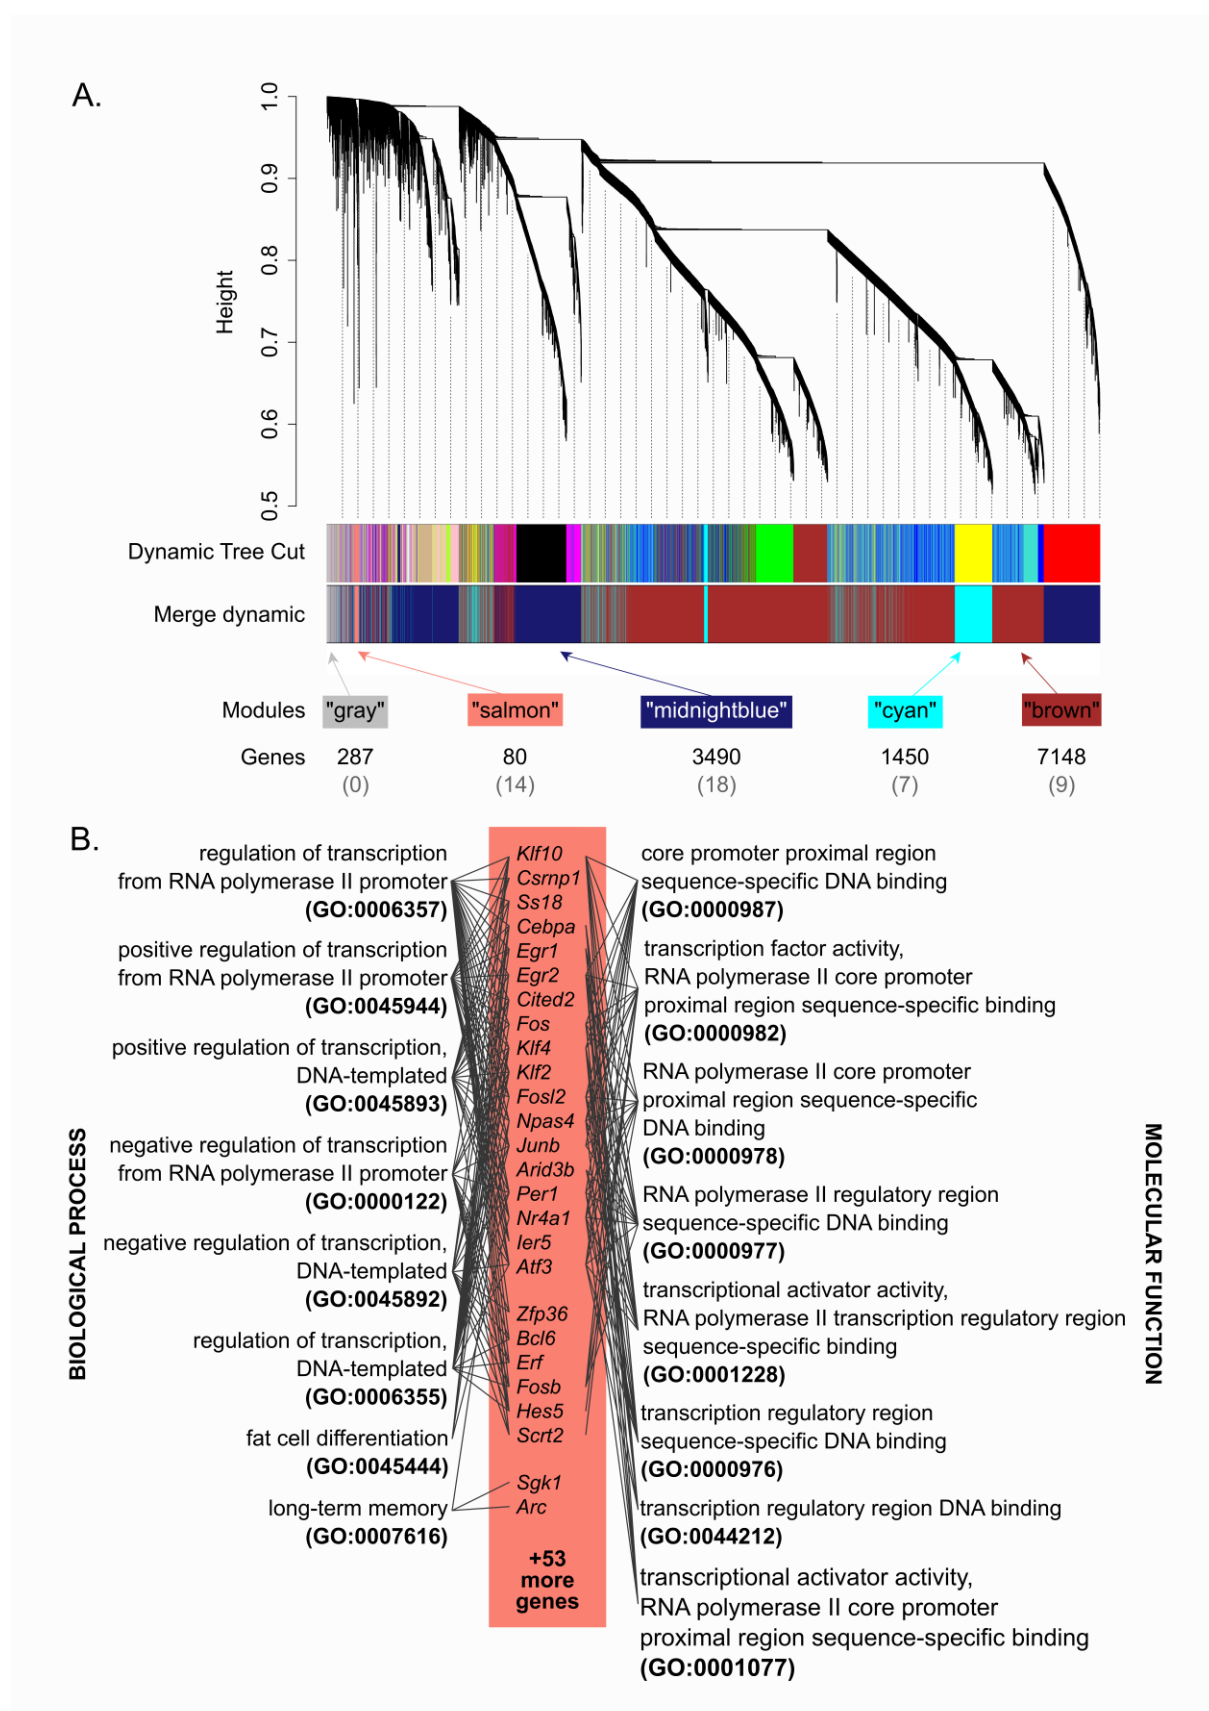 A.
Height
1.0
0.9
0.8
0.7
0.6
0.5
Dynamic Tree Cut
Merge dynamic
Modules "gray" "salmon" "midnightblue" "cyan" "brown"
Genes 287 80 3490 1450 7148
(0) (14) (18) (7) (9)
B.
BIOLOGICAL PROCESS
regulation of transcription
from RNA polymerase II promoter
(GO:0006357)
positive regulation of transcription
from RNA polymerase II promoter
(GO:0045944)
positive regulation of transcription,
DNA-templated
(GO:0045893)
negative regulation of transcription
from RNA polymerase II promoter
(GO:0000122)
negative regulation of transcription,
DNA-templated
(GO:0045892)
regulation of transcription,
DNA-templated
(GO:0006355)
fat cell differentiation
(GO:0045444)
long-term memory
(GO:0007616)
Klf10
Csrnp1
Ss18
Cebpa
Egr1
Egr2
Cited2
Fos
Klf4
Klf2
Fosl2
Npas4
Junb
Arid3b
Per1
Nr4a1
Ier5
Atf3
Zfp36
Bcl6
Erf
Fosb
Hes5
Scrt2
Sgk1
Arc
+53
more
genes
core promoter proximal region
sequence-specific DNA binding
(GO:0000987)
transcription factor activity,
RNA polymerase II core promoter
proximal region sequence-specific binding
(GO:0000982)
RNA polymerase II core promoter
proximal region sequence-specific
DNA binding
(GO:0000978)
RNA polymerase II regulatory region
sequence-specific DNA binding
(GO:0000977)
transcriptional activator activity,
RNA polymerase II transcription regulatory region
sequence-specific binding
(GO:0001228)
transcription regulatory region
sequence-specific DNA binding
(GO:0000976)
transcription regulatory region DNA binding
(GO:0044212)
transcriptional activator activity,
RNA polymerase II core promoter
proximal region sequence-specific binding
(GO:0001077)
MOLECULAR FUNCTION